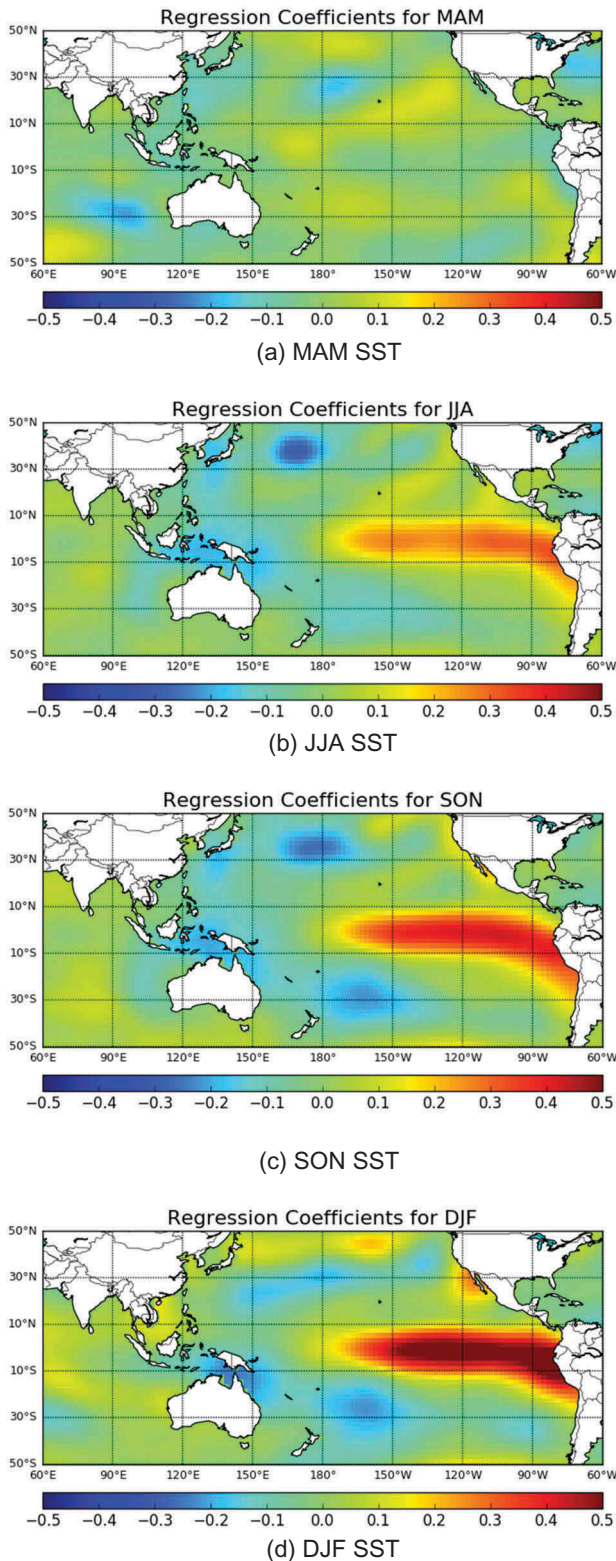 Regression Coefficients for MAM
50°N
30°N
10°N
10°S
30°S
50°S
60°E 90°E 120°E 150°E 180° 150°W 120°W 90°W 60°W
−0.5 −0.4 −0.3 −0.2 −0.1 0.0 0.1 0.2 0.3 0.4 0.5
(a) MAM SST
Regression Coefficients for JJA
50°N
30°N
10°N
10°S
30°S
50°S
60°E 90°E 120°E 150°E 180° 150°W 120°W 90°W 60°W
−0.5 −0.4 −0.3 −0.2 −0.1 0.0 0.1 0.2 0.3 0.4 0.5
(b) JJA SST
Regression Coefficients for SON
50°N
30°N
10°N
10°S
30°S
50°S
60°E 90°E 120°E 150°E 180° 150°W 120°W 90°W 60°W
−0.5 −0.4 −0.3 −0.2 −0.1 0.0 0.1 0.2 0.3 0.4 0.5
(c) SON SST
Regression Coefficients for DJF
50°N
30°N
10°N
10°S
30°S
50°S
60°E 90°E 120°E 150°E 180° 150°W 120°W 90°W 60°W
−0.5 −0.4 −0.3 −0.2 −0.1 0.0 0.1 0.2 0.3 0.4 0.5
(d) DJF SST